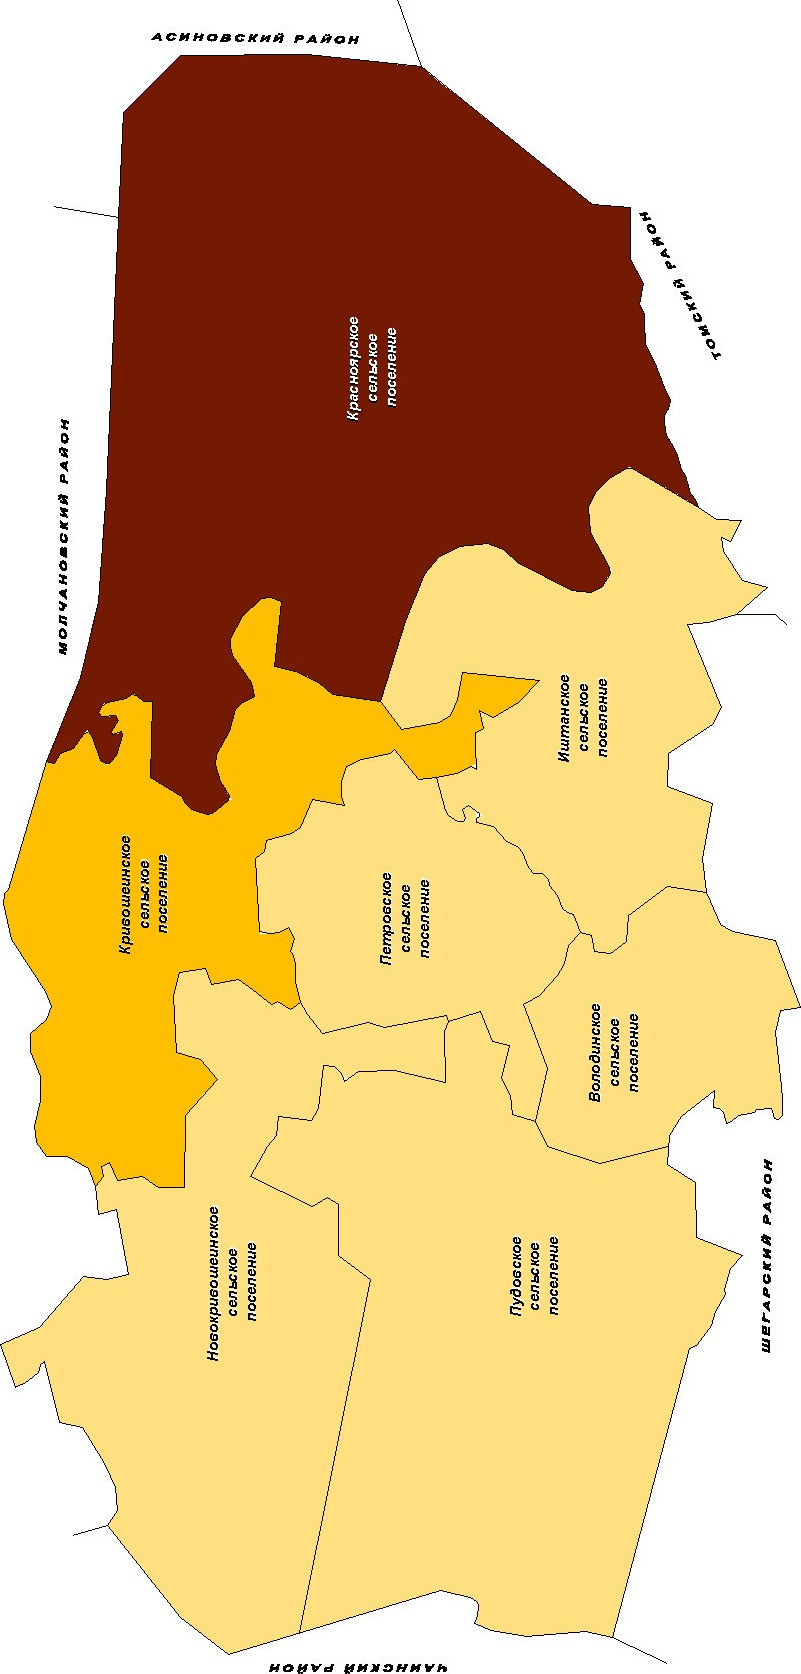 АСИНОВСКИЙ РАЙОН
ТОМСКИЙ РАЙОН
МОЛЧАНОВСКИЙ РАЙОН
Красноярское
сельское
поселение
Иштанское
сельское
поселение
Кривошеинское
сельское
поселение
Петровское
сельское
поселение
Володинское
сельское
поселение
Новокривошеинское
сельское
поселение
Пудовское
сельское
поселение
ШЕГАРСКИЙ РАЙОН
ЧАИНСКИЙ РАЙОН